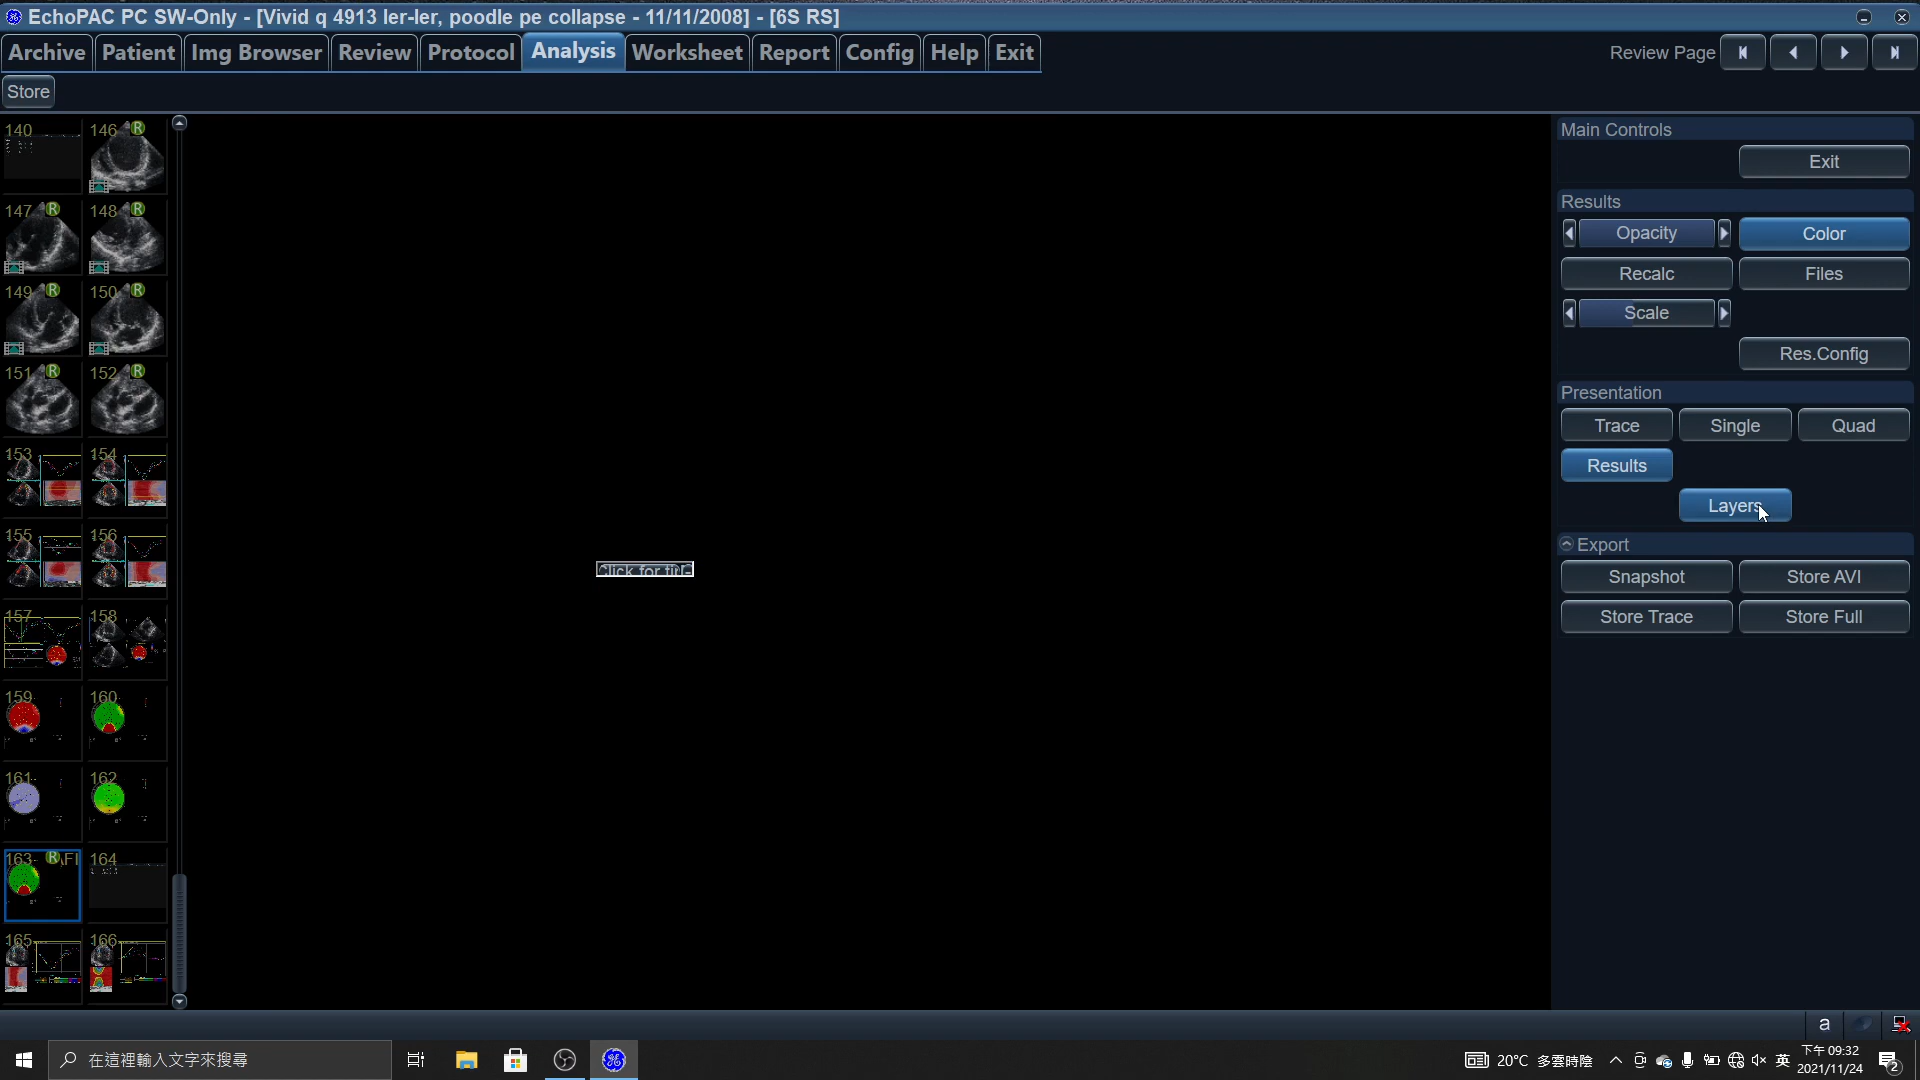 EchoPAC PC SW-Only - [Vivid q 4913 ler-ler, poodle pe collapse - 11/11/2008] - [6S RS]
Archive Patient Img Browser Review Protocol Analysis Worksheet Report Config Help Exit Review Page
Store
140 146 R
147 R 148 R
149 R 150 R
151 R 152 R
153 154
155 156
157 158
159 160
161 162
163 R AFI 164
165 166
Click for
Main Controls
Exit
Results
Opacity Color
Recalc Files
Scale
Res.Config
Presentation
Trace Single Quad
Results
Layers
Export
Snapshot Store AVI
Store Trace Store Full
a
在這裡輸入文字來搜尋
20°C 多雲時陰 英 下午 09:32
2021/11/24 2